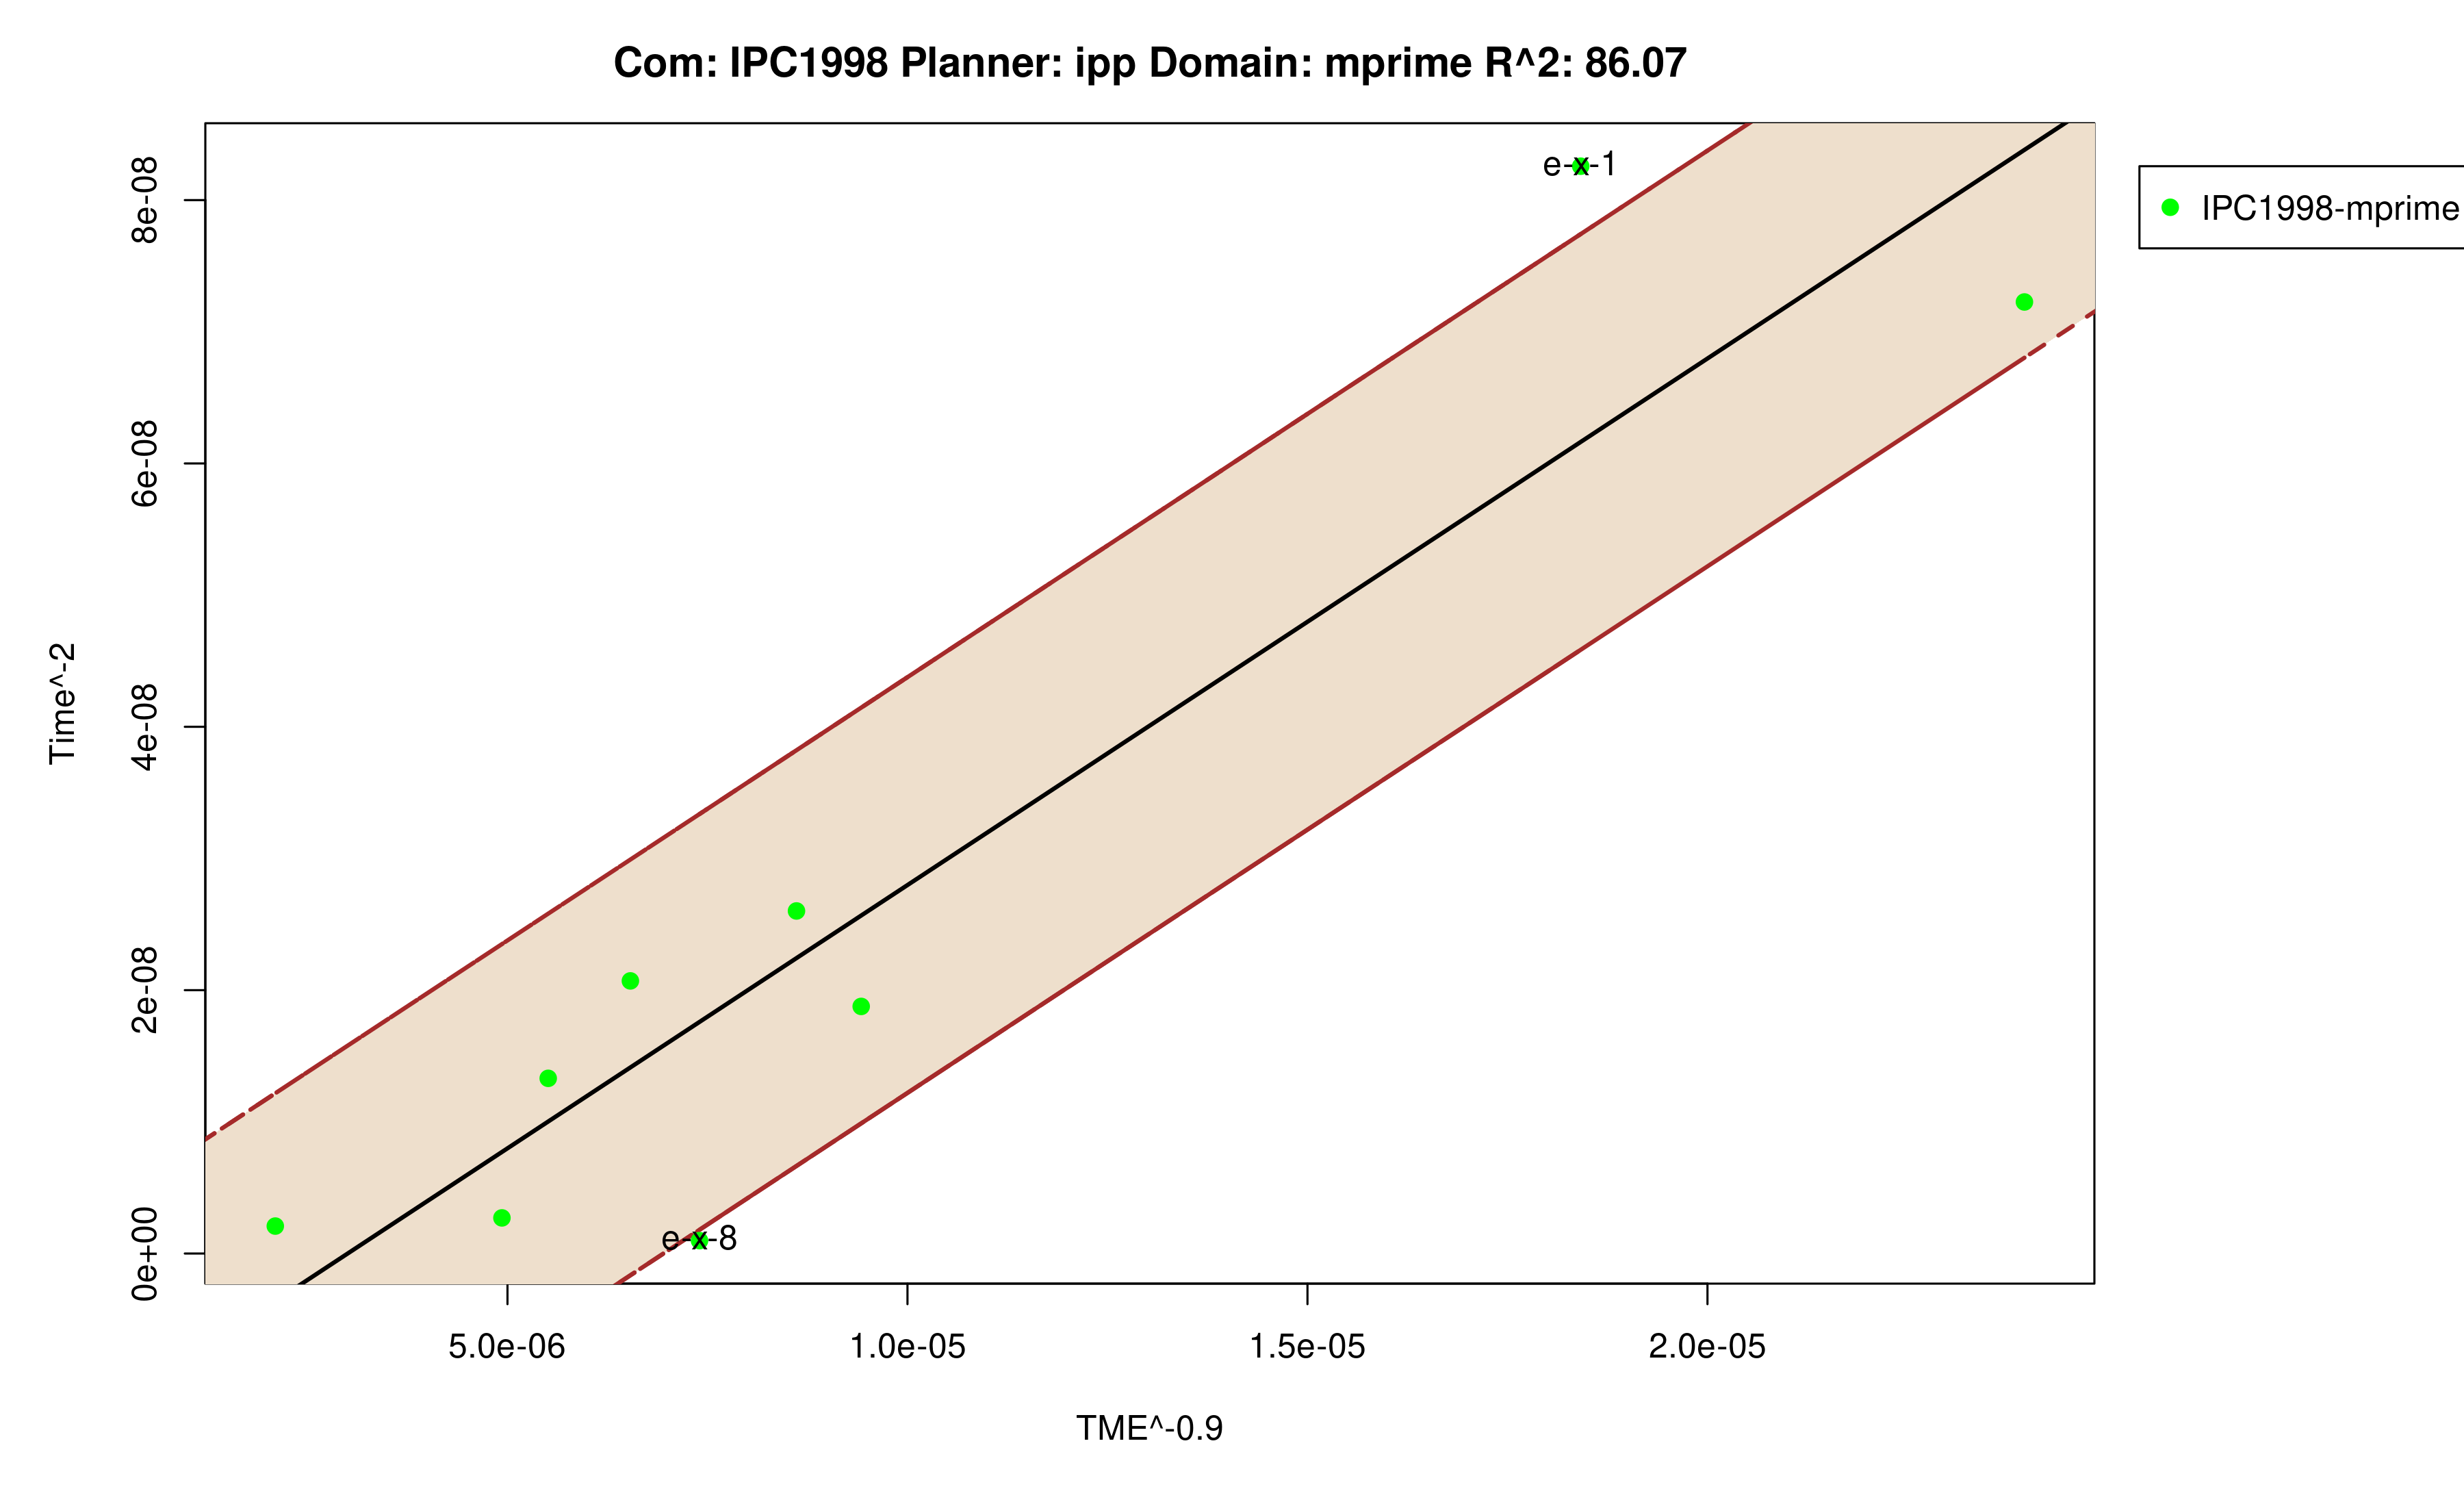 Com: IPC1998 Planner: ipp Domain: mprime R^2: 86.07
e-x-1
IPC1998-mprime
8e-08
6e-08
4e-08
2e-08
0e+00
Time^-2
e-x-8
5.0e-06 1.0e-05 1.5e-05 2.0e-05
TME^-0.9